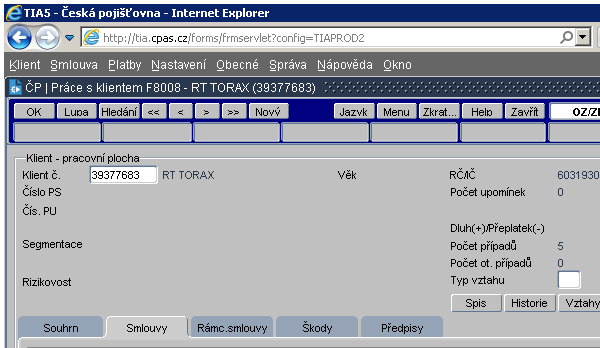 TIA5 - Česká pojišťovna - Internet Explorer
http://tia.cpas.cz/forms/frmservlet?config=TIAPROD2
Klient Smlouva Platby Nastavení Obecné Správa Nápověda Okno
ČP | Práce s klientem F8008 - RT TORAX (39377683)
OK Lupa Hledání << < > >> Nový Jazyk Menu Zkrat... Help Zavřít
Klient - pracovní plocha
Klient č. 39377683 RT TORAX Věk RČ/IČ 6031930
Číslo PS Počet upomínek 0
Čís. PU
Dluh(+)/Přeplatek(-)
Segmentace Počet případů 5
Počet ot. případů 0
Rizikovost Typ vztahu
Spis Historie Vztahy
Souhrn Smlouvy Rámc.smlouvy Škody Předpisy